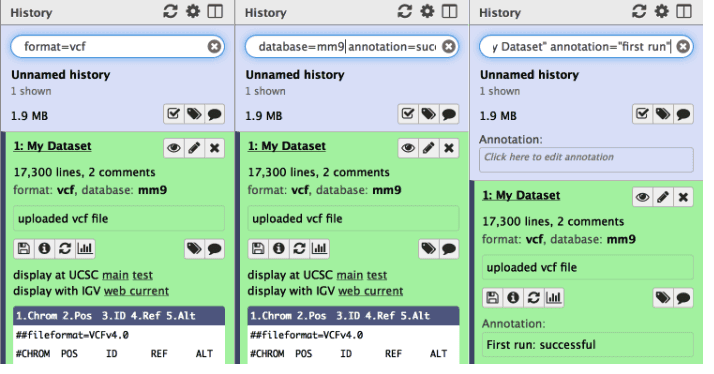 History
format=vcf
Unnamed history
1 shown
1.9 MB
1: My Dataset
17,300 lines, 2 comments
format: vcf, database: mm9
uploaded vcf file
display at UCSC main test
display with IGV web current
1.Chrom 2.Pos 3.ID 4.Ref 5.Alt
##fileformat=VCFv4.0
#CHROM POS ID REF ALT
History
database=mm9 annotation=succ
Unnamed history
1 shown
1.9 MB
1: My Dataset
17,300 lines, 2 comments
format: vcf, database: mm9
uploaded vcf file
display at UCSC main test
display with IGV web current
1.Chrom 2.Pos 3.ID 4.Ref 5.Alt
##fileformat=VCFv4.0
#CHROM POS ID REF ALT
History
y Dataset" annotation="first run"
Unnamed history
1 shown
1.9 MB
Annotation:
Click here to edit annotation
1: My Dataset
17,300 lines, 2 comments
format: vcf, database: mm9
uploaded vcf file
Annotation:
First run: successful